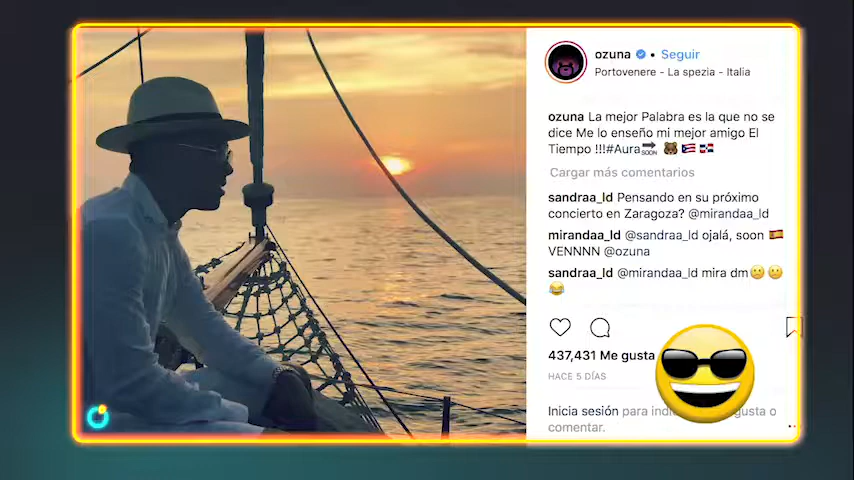 ozuna • Seguir
Portovenere - La spezia - Italia
ozuna La mejor Palabra es la que no se
dice Me lo enseño mi mejor amigo El
Tiempo !!!#Aura🔜 🐻 🇵🇷 🇩🇴
Cargar más comentarios
sandraa_ld Pensando en su próximo
concierto en Zaragoza? @mirandaa_ld
mirandaa_ld @sandraa_ld ojalá, soon 🇪🇸
VENNNN @ozuna
sandraa_ld @mirandaa_ld mira dm😕 😕
😂
437,431 Me gusta
HACE 5 DÍAS
Inicia sesión para gusta o
comentar.